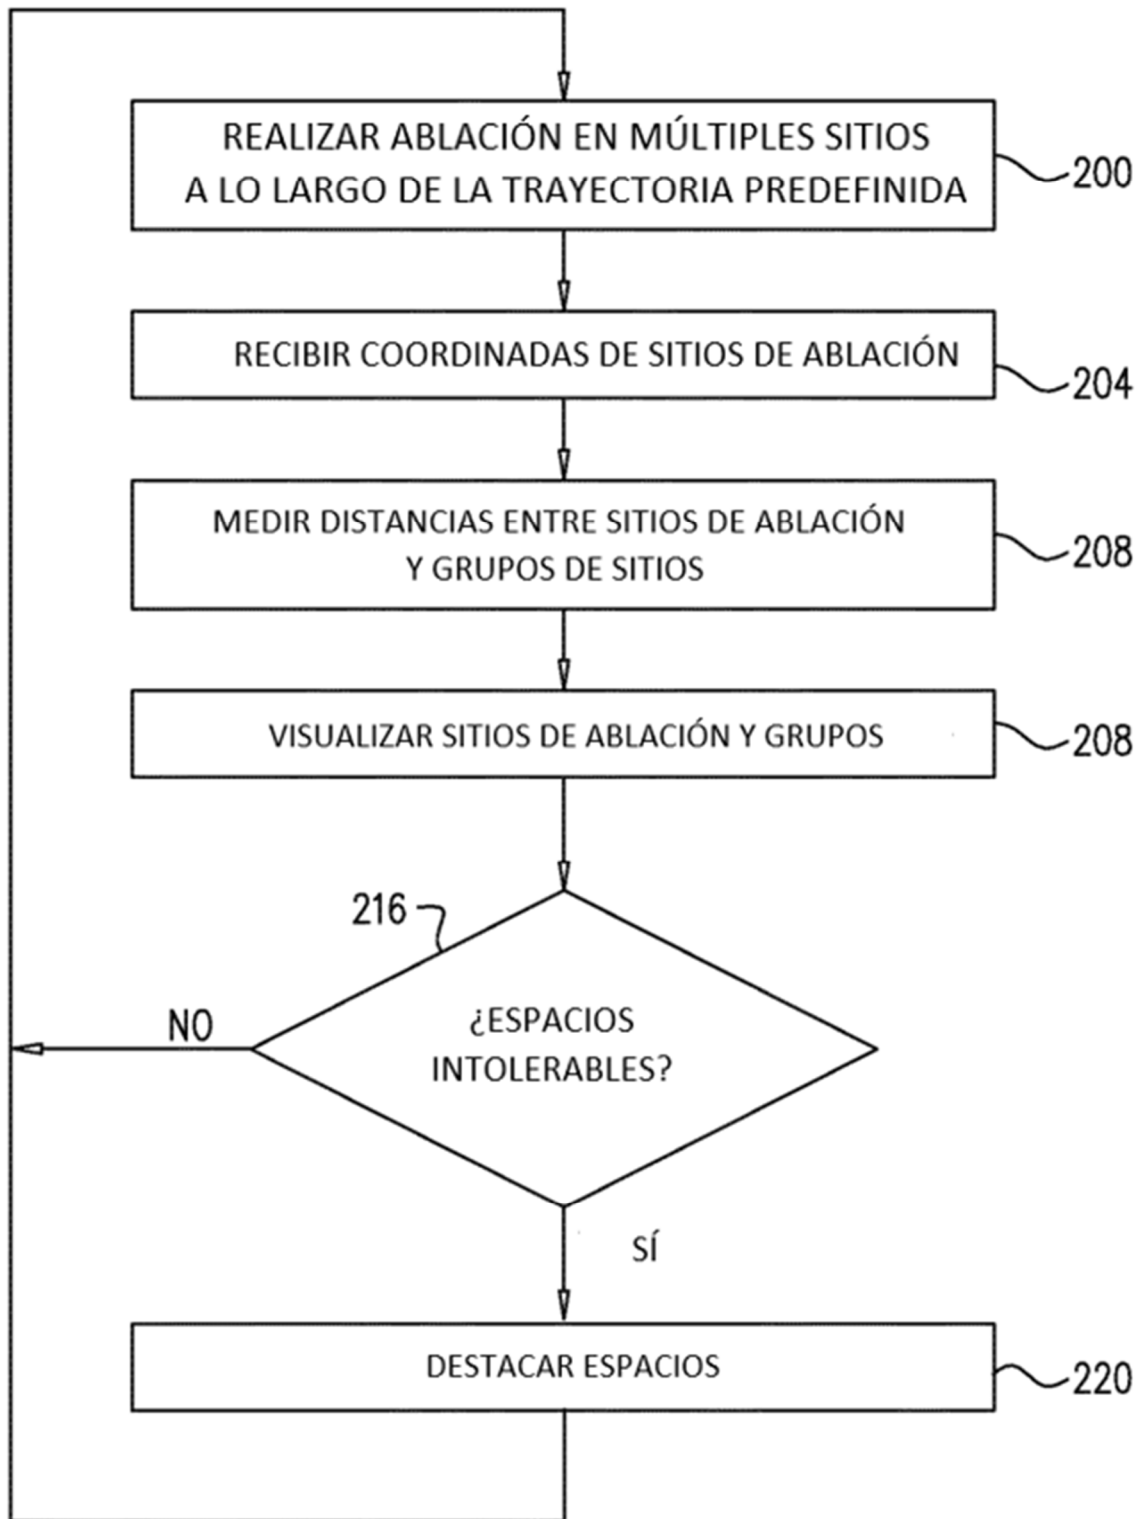 REALIZAR ABLACIÓN EN MÚLTIPLES SITIOS
A LO LARGO DE LA TRAYECTORIA PREDEFINIDA
200
RECIBIR COORDINADAS DE SITIOS DE ABLACIÓN
204
MEDIR DISTANCIAS ENTRE SITIOS DE ABLACIÓN
Y GRUPOS DE SITIOS
208
VISUALIZAR SITIOS DE ABLACIÓN Y GRUPOS
208
216
NO
¿ESPACIOS
INTOLERABLES?
SÍ
DESTACAR ESPACIOS
220